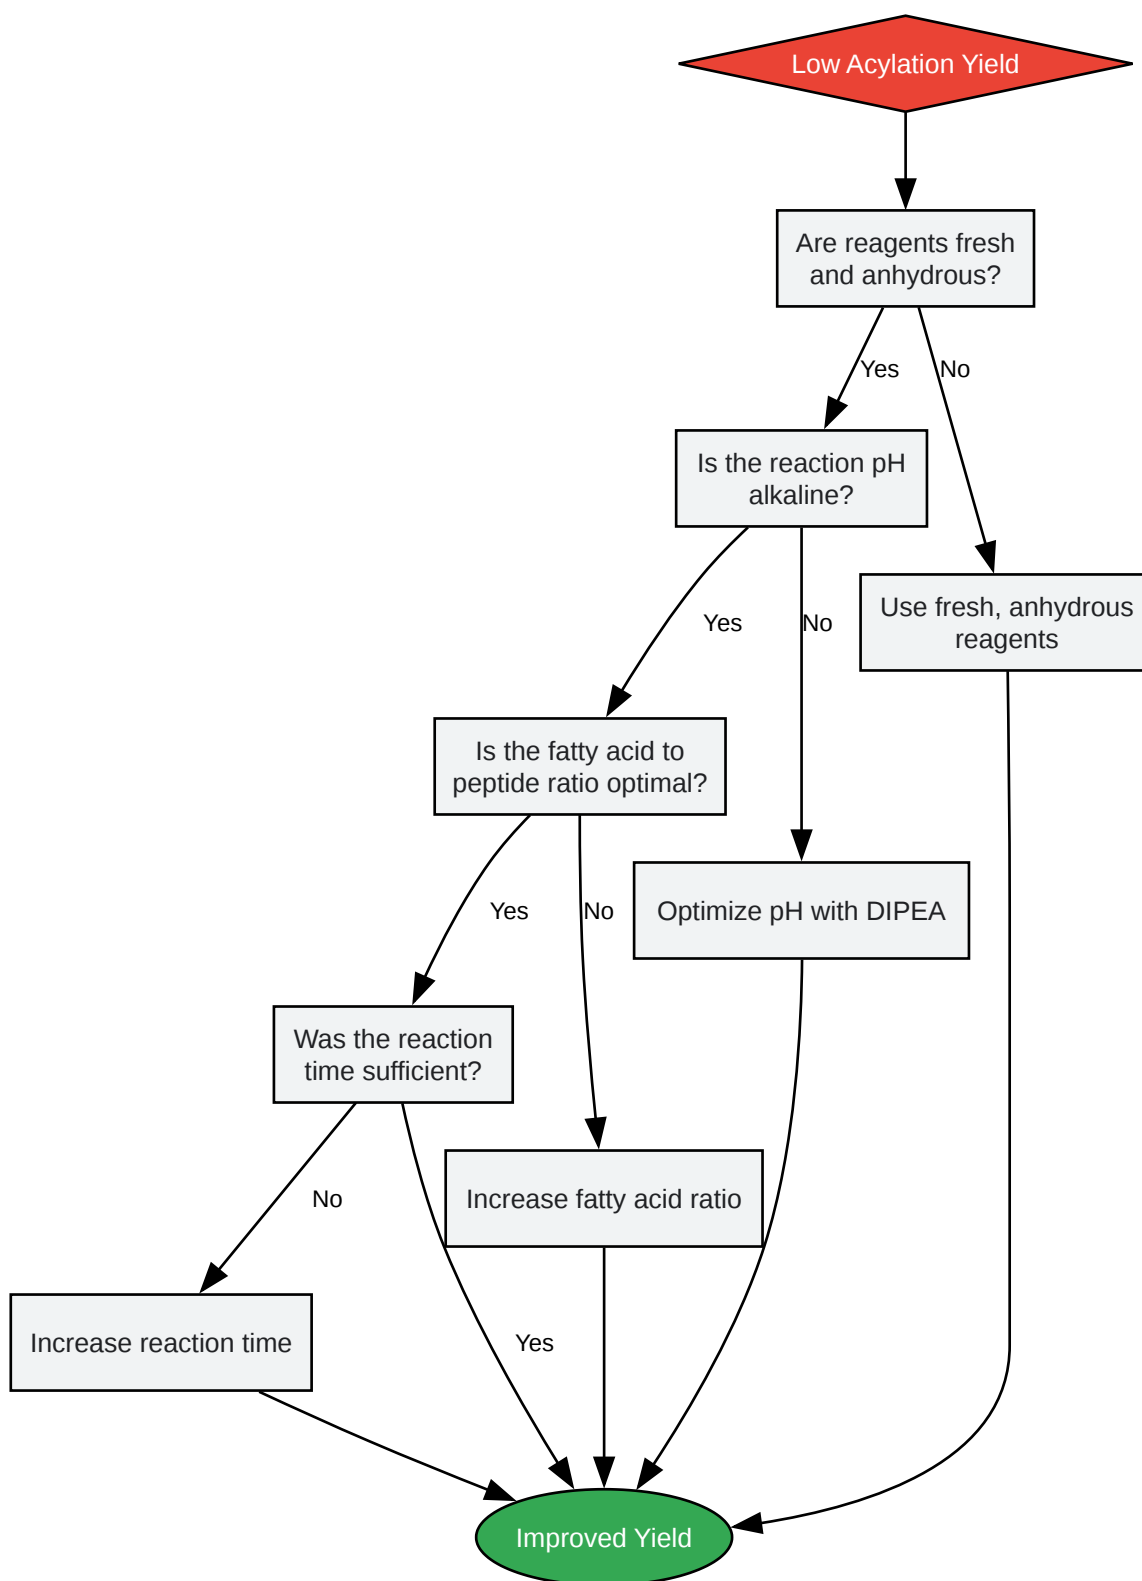 Low Acylation Yield
Are reagents fresh
and anhydrous?
Yes
No
Is the reaction pH
alkaline?
Use fresh, anhydrous
reagents
Yes
No
Is the fatty acid to
peptide ratio optimal?
Optimize pH with DIPEA
Yes
No
Was the reaction
time sufficient?
Increase fatty acid ratio
No
Increase reaction time
Yes
Improved Yield